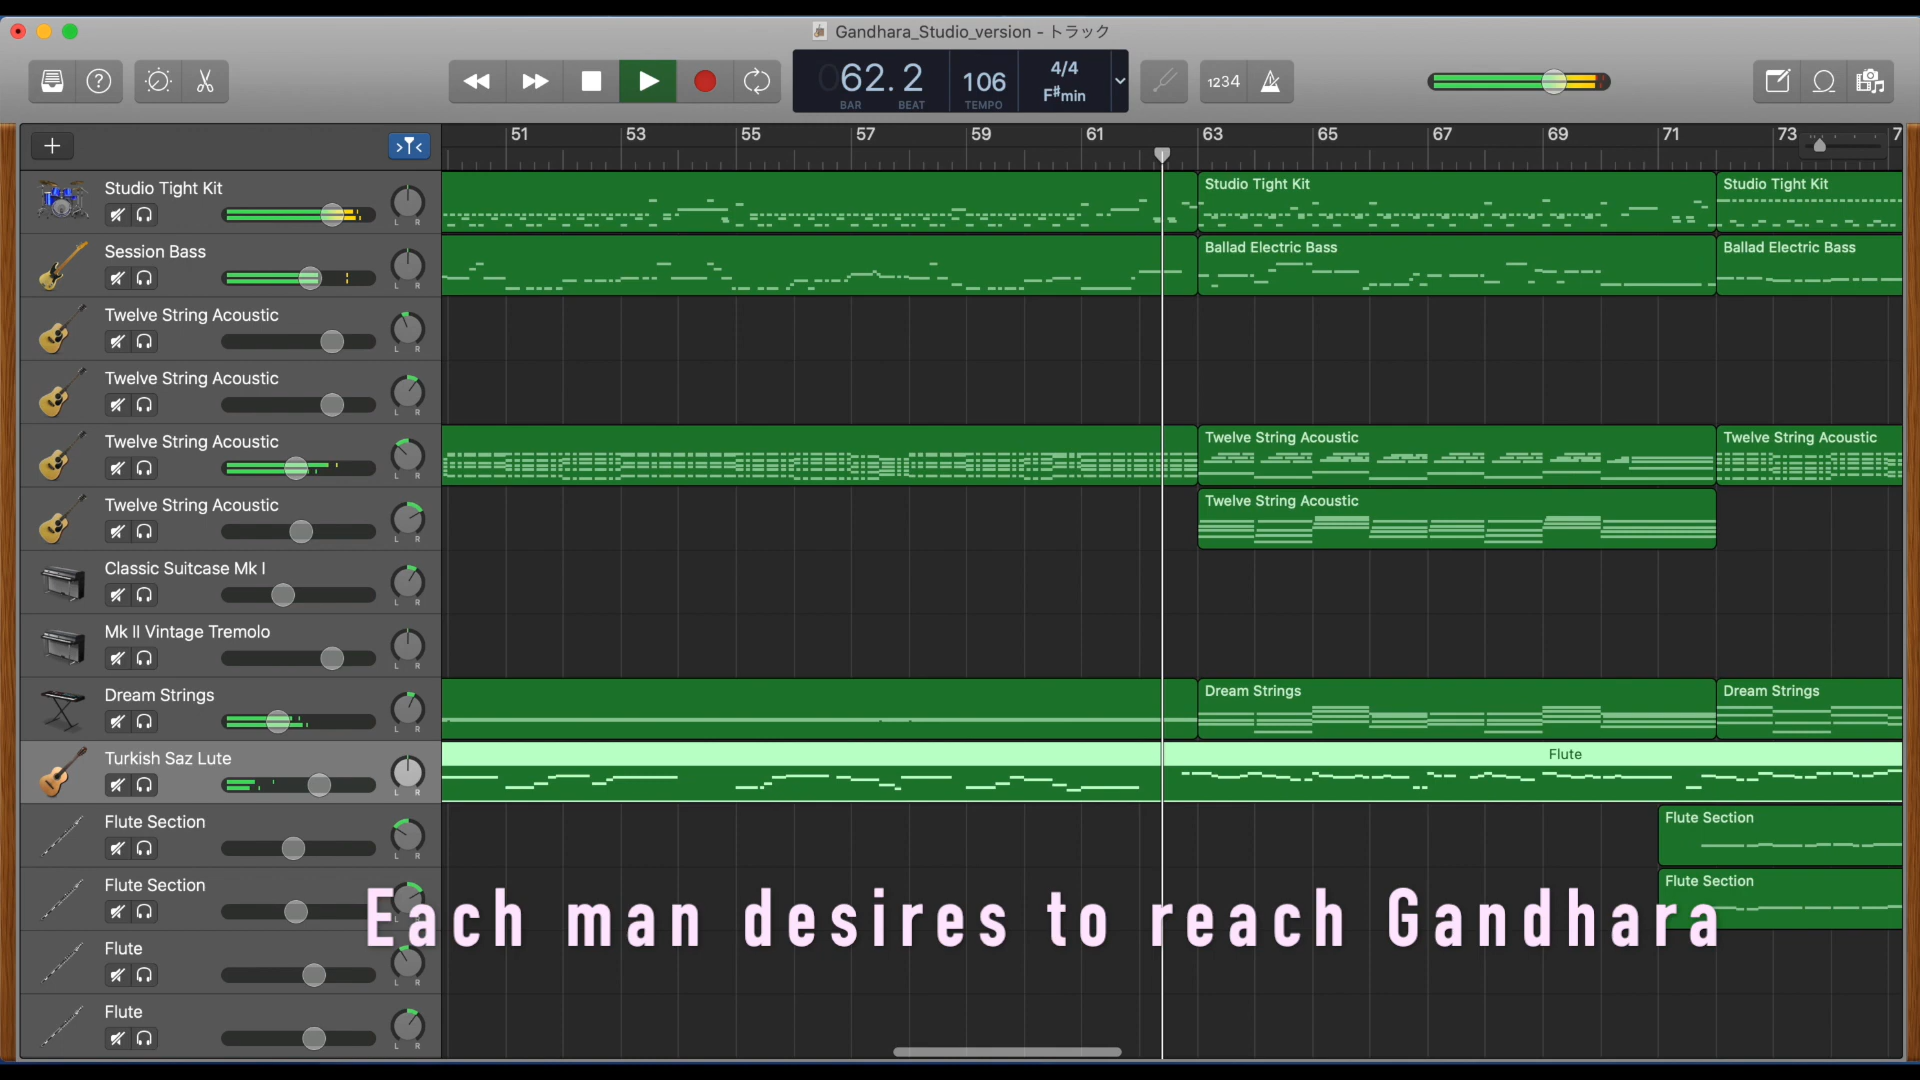 Gandhara_Studio_version - トラック
062.2
BAR BEAT
106
TEMPO
4/4
F#min
1234
51 53 55 57 59 61 63 65 67 69 71 73 7
Studio Tight Kit
L R
Studio Tight Kit
Studio Tight Kit
Session Bass
L R
Ballad Electric Bass
Ballad Electric Bass
Twelve String Acoustic
L R
Twelve String Acoustic
L R
Twelve String Acoustic
L R
Twelve String Acoustic
Twelve String Acoustic
Twelve String Acoustic
L R
Twelve String Acoustic
Classic Suitcase Mk I
L R
Mk II Vintage Tremolo
L R
Dream Strings
L R
Dream Strings
Dream Strings
Turkish Saz Lute
L R
Flute
Flute Section
L R
Flute Section
Flute Section
Flute Section
Each man desires to reach Gandhara
Flute
L R
Flute
L R